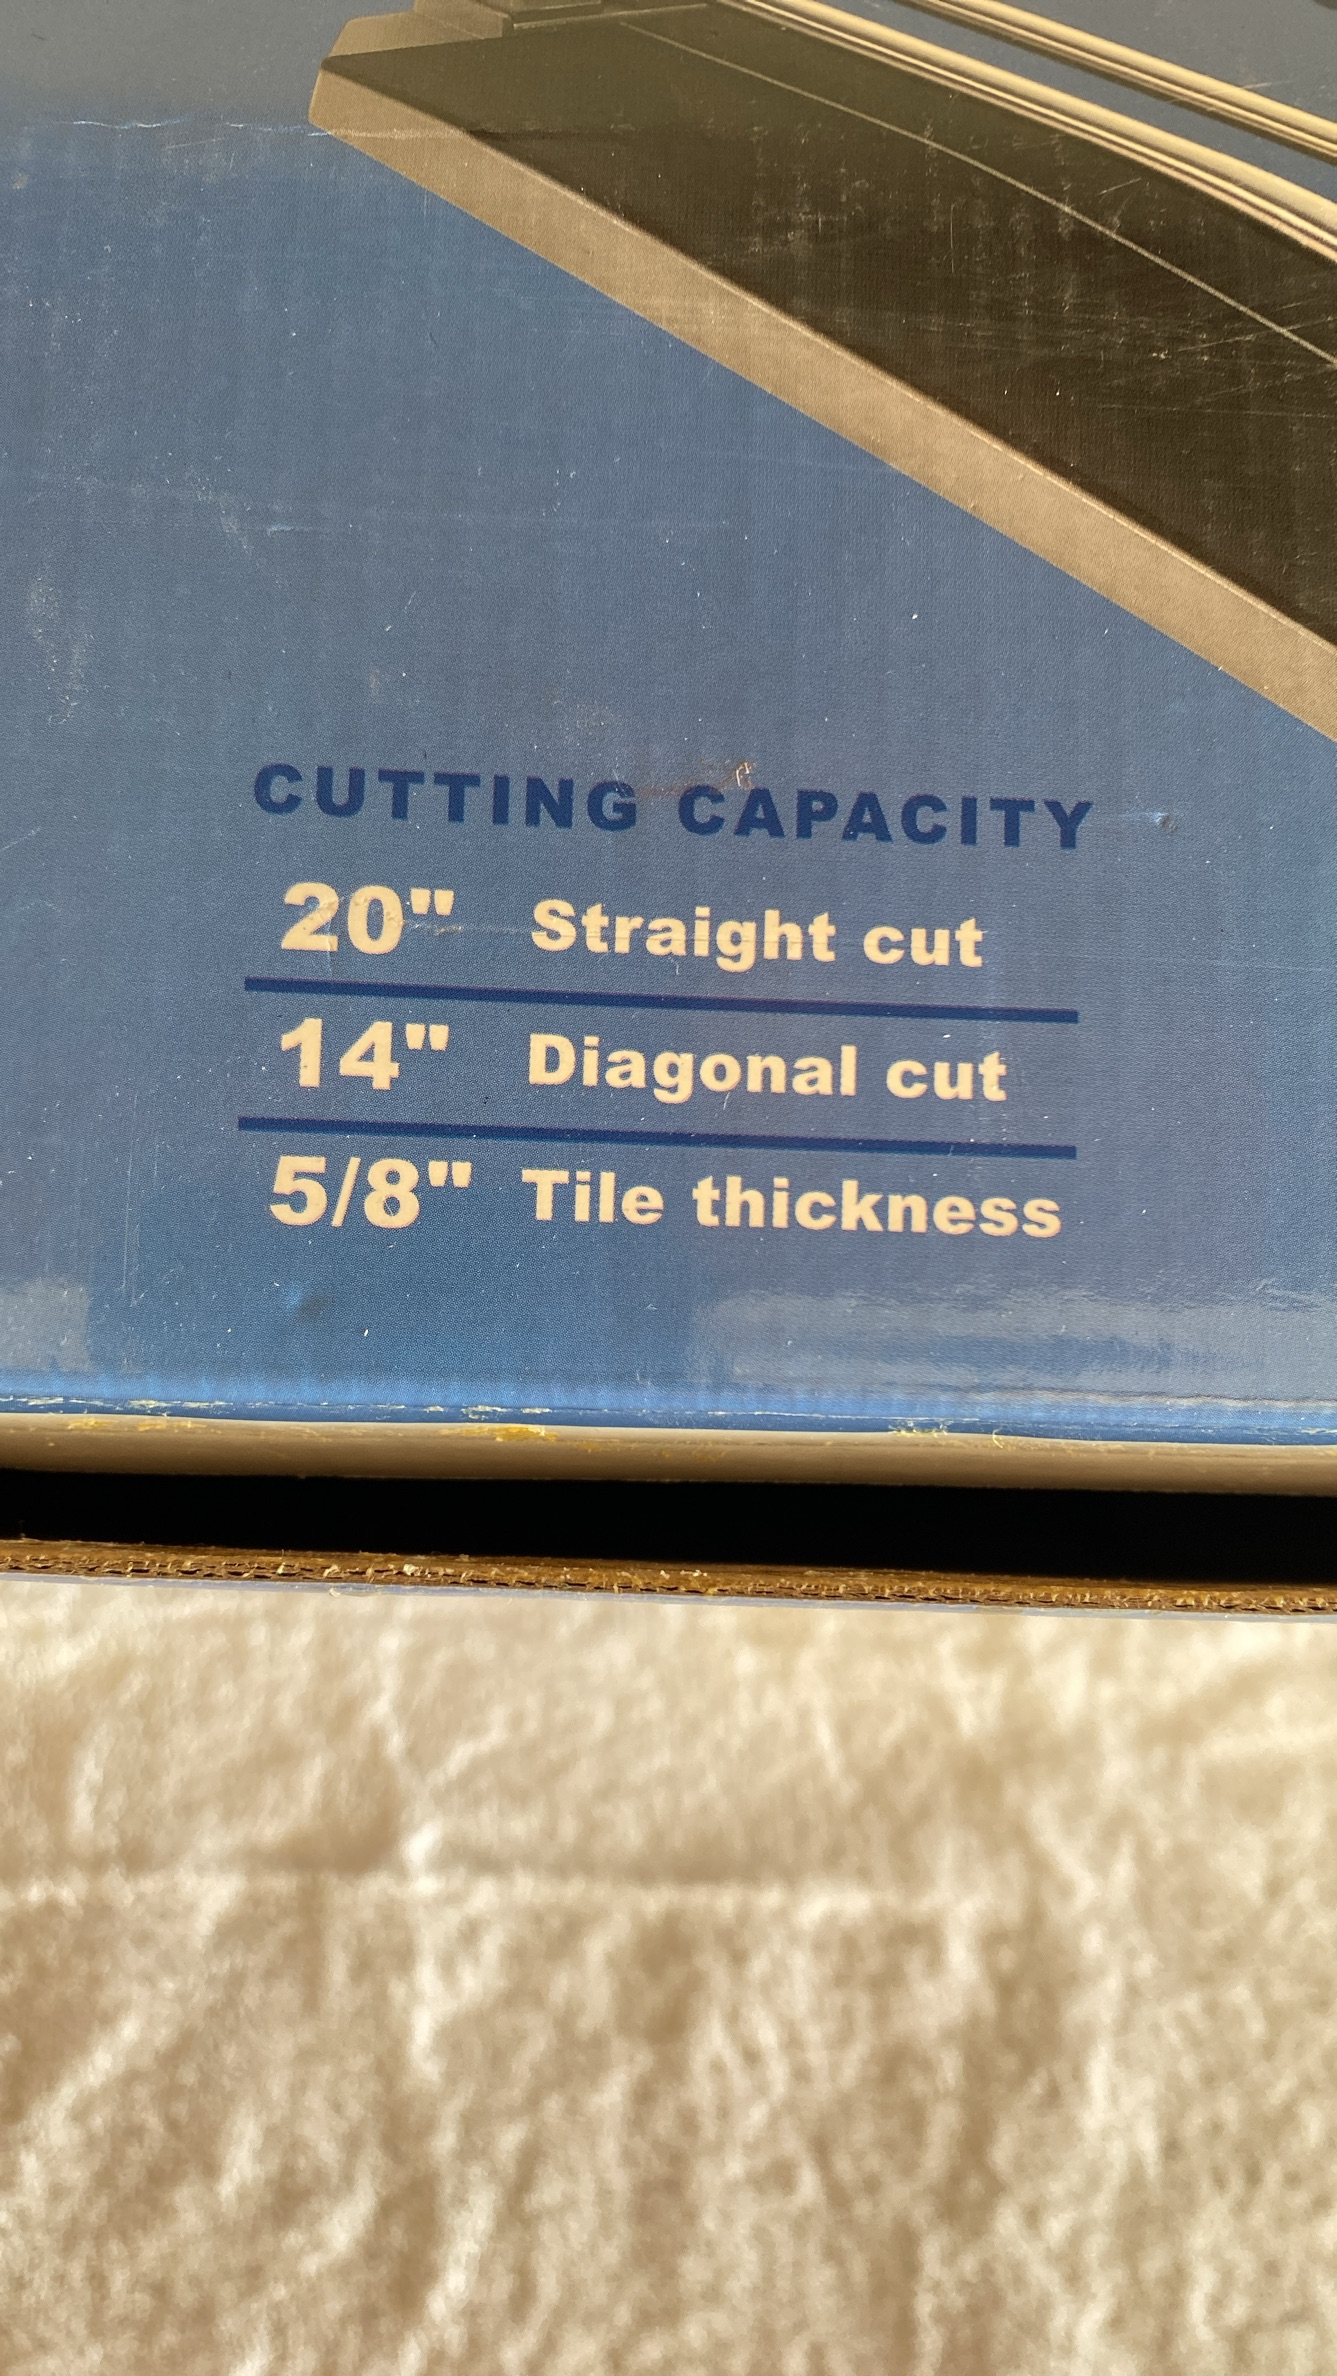 CUTTING CAPACITY
20" Straight cut
14" Diagonal cut
5/8" Tile thickness